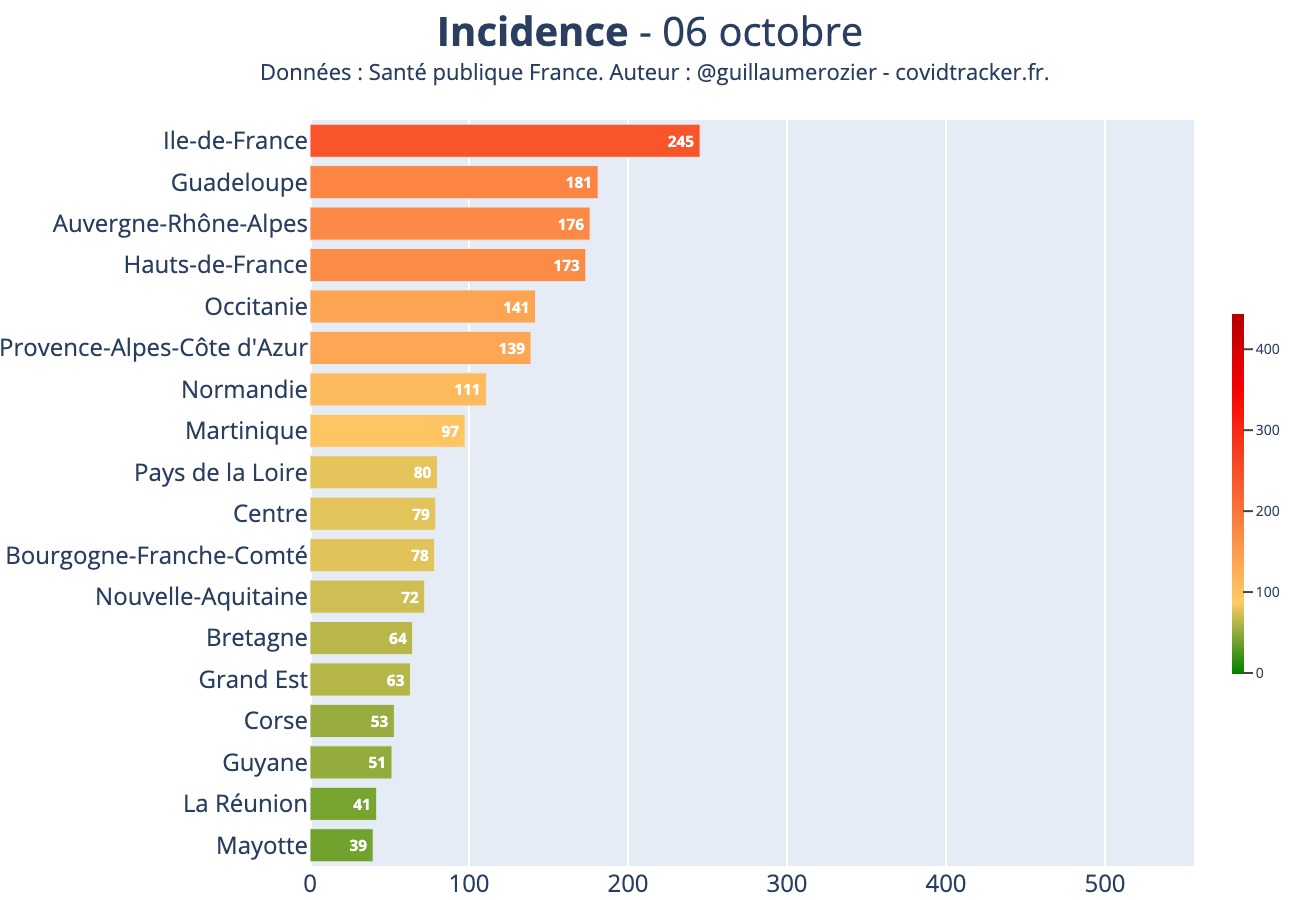 Incidence - 06 octobre
Données : Santé publique France. Auteur : @guillaumerozier - covidtracker.fr.
Ile-de-France 245
Guadeloupe 181
Auvergne-Rhône-Alpes 176
Hauts-de-France 173
Occitanie 141
Provence-Alpes-Côte d'Azur 139
Normandie 111
Martinique 97
Pays de la Loire 80
Centre 79
Bourgogne-Franche-Comté 78
Nouvelle-Aquitaine 72
Bretagne 64
Grand Est 63
Corse 53
Guyane 51
La Réunion 41
Mayotte 39
0 100 200 300 400 500
400
300
200
100
0